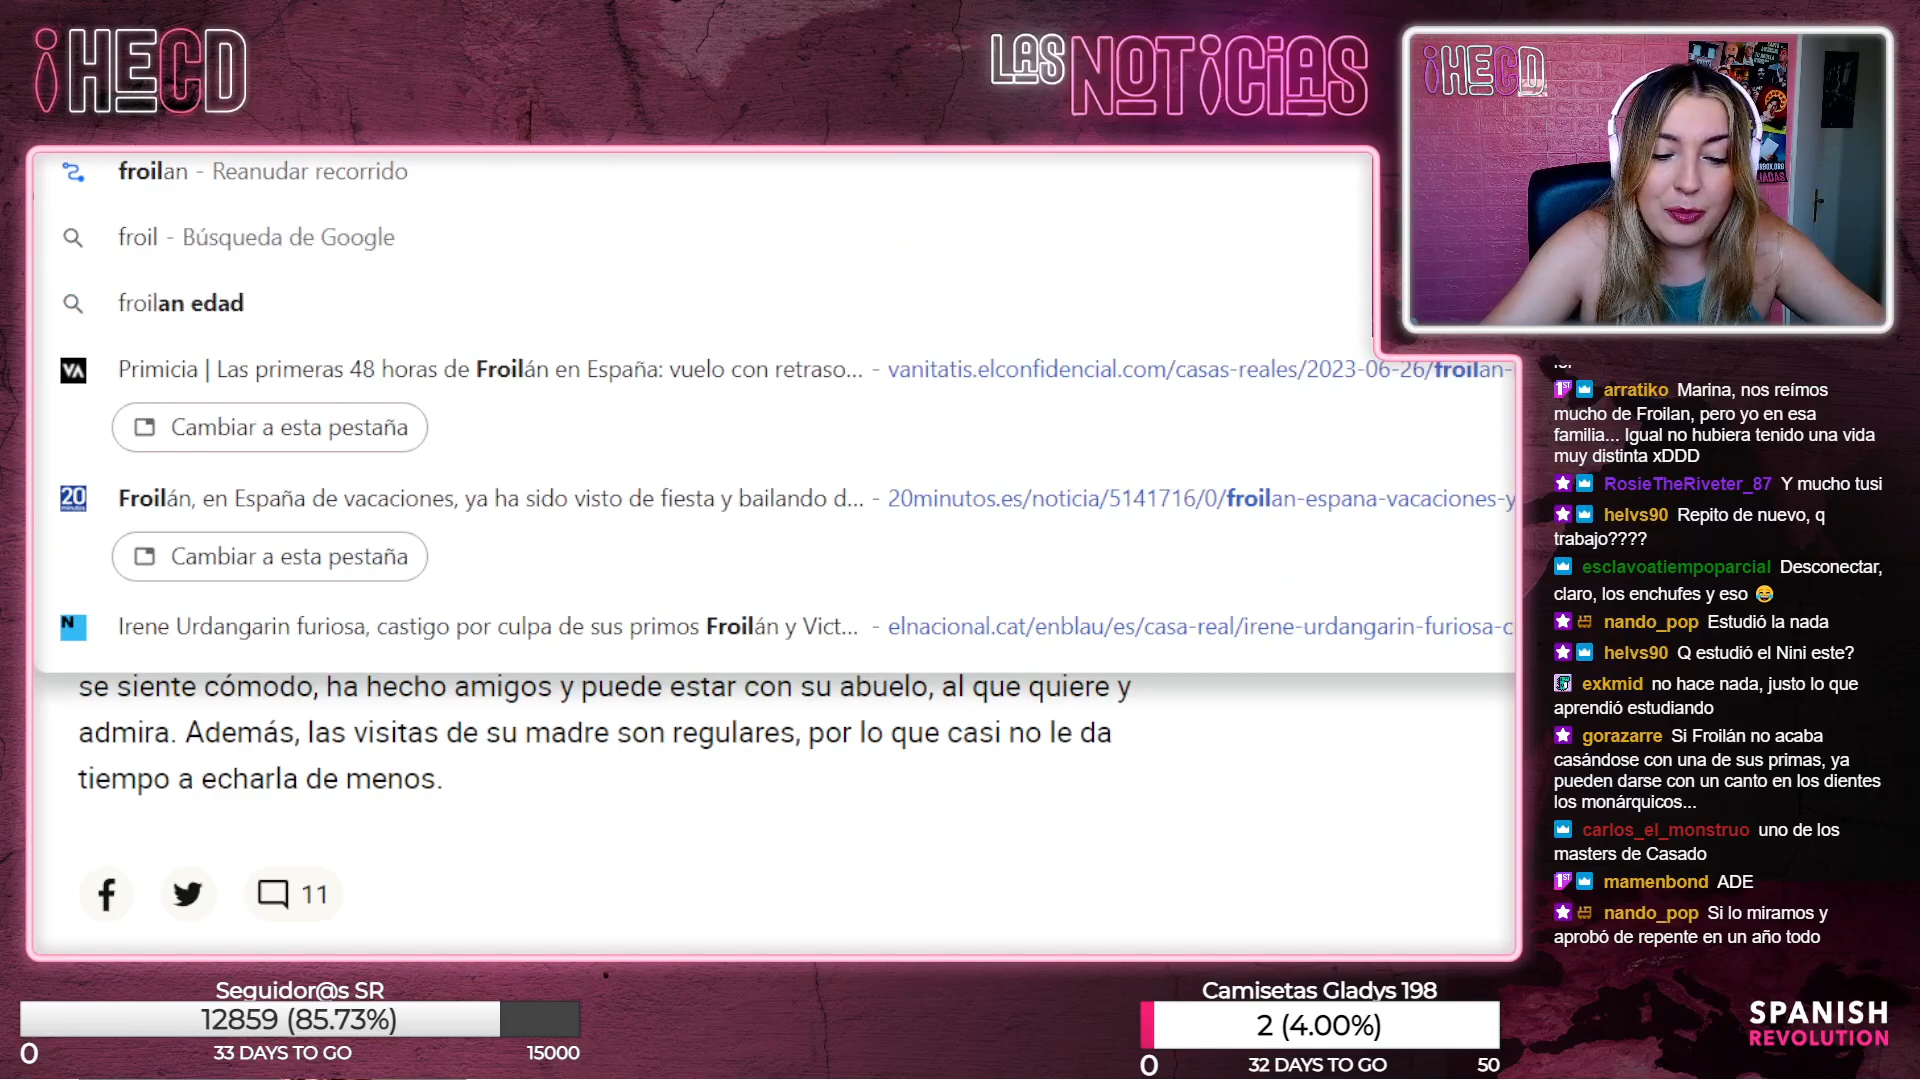 HECD
LAS NOTICIAS
HECD
froilan - Reanudar recorrido
froil - Búsqueda de Google
froilan edad
VA
Primicia | Las primeras 48 horas de Froilán en España: vuelo con retraso... - vanitatis.elconfidencial.com/casas-reales/2023-06-26/froilan-
Cambiar a esta pestaña
20 minutos
Froilán, en España de vacaciones, ya ha sido visto de fiesta y bailando d... - 20minutos.es/noticia/5141716/0/froilan-espana-vacaciones-y
Cambiar a esta pestaña
N
Irene Urdangarin furiosa, castigo por culpa de sus primos Froilán y Vict... - elnacional.cat/enblau/es/casa-real/irene-urdangarin-furiosa-c
se siente cómodo, ha hecho amigos y puede estar con su abuelo, al que quiere y
admira. Además, las visitas de su madre son regulares, por lo que casi no le da
tiempo a echarla de menos.
11
1ST arratiko Marina, nos reímos
mucho de Froilan, pero yo en esa
familia... Igual no hubiera tenido una vida
muy distinta xDDD
RosieTheRiveter_87 Y mucho tusi
helvs90 Repito de nuevo, q
trabajo????
esclavoatiempoparcial Desconectar,
claro, los enchufes y eso 😂
nando_pop Estudió la nada
helvs90 Q estudió el Nini este?
exkmid no hace nada, justo lo que
aprendió estudiando
gorazarre Si Froilán no acaba
casándose con una de sus primas, ya
pueden darse con un canto en los dientes
los monárquicos...
carlos_el_monstruo uno de los
masters de Casado
1ST mamenbond ADE
nando_pop Si lo miramos y
aprobó de repente en un año todo
Seguidor@s SR
12859 (85.73%)
0 33 DAYS TO GO 15000
Camisetas Gladys 198
2 (4.00%)
0 32 DAYS TO GO 50
SPANISH
REVOLUTION